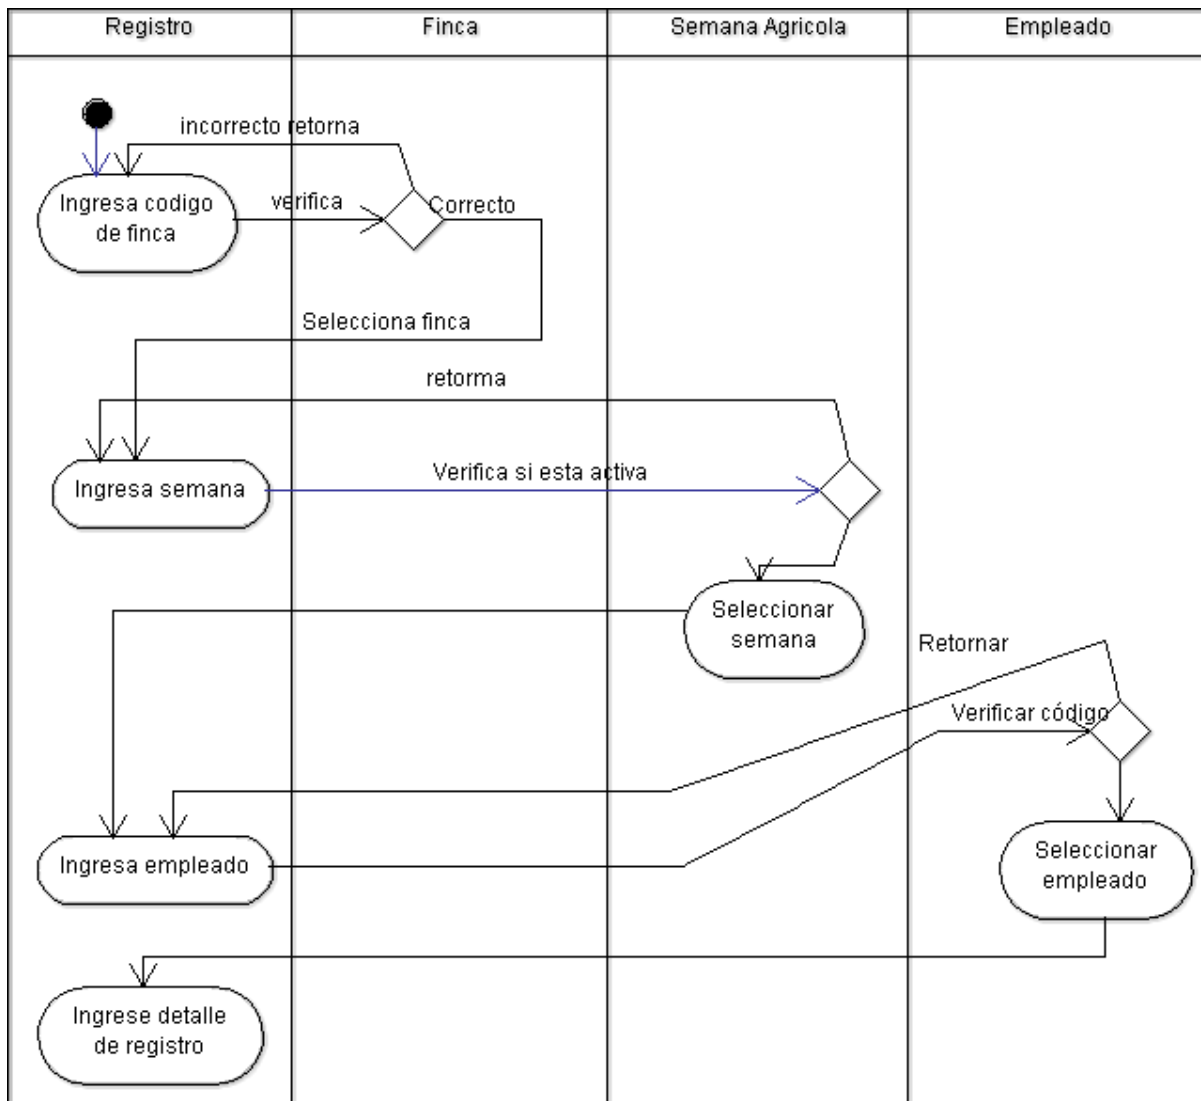 Registro
Finca
Semana Agricola
Empleado
incorrecto retorna
Ingresa codigo
de finca
verifica
Correcto
Selecciona finca
retorma
Ingresa semana
Verifica si esta activa
Seleccionar
semana
Retornar
Verificar código
Ingresa empleado
Seleccionar
empleado
Ingrese detalle
de registro